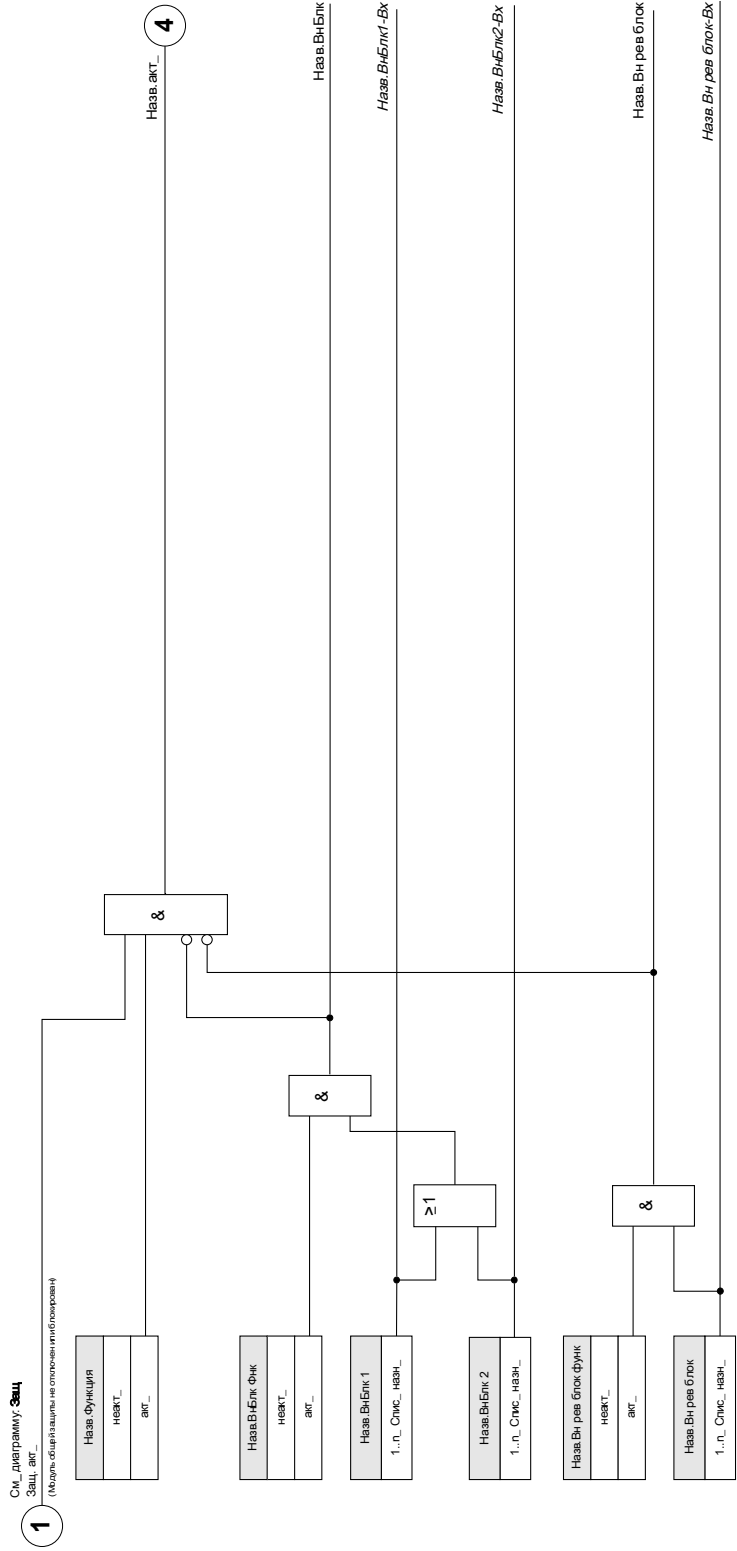 См_ диаграмму: Защ
Защ. акт_
(Модуль общей защиты не отключен или блокирован)
1
Назв.Функция
неакт_
акт_
&
Назв.акт_
4
Назв.ВнБлк Фнк
неакт_
акт_
&
Назв.ВнБлк
Назв.ВнБлк 1
1..n_ Спис_ назн_
Назв.ВнБлк1-Вх
≥1
Назв.ВнБлк 2
1..n_ Спис_ назн_
Назв.ВнБлк2-Вх
Назв.Вн рев блок функ
неакт_
акт_
&
Назв.Вн рев блок
Назв.Вн рев блок
1..n_ Спис_ назн_
Назв.Вн рев блок-Вх